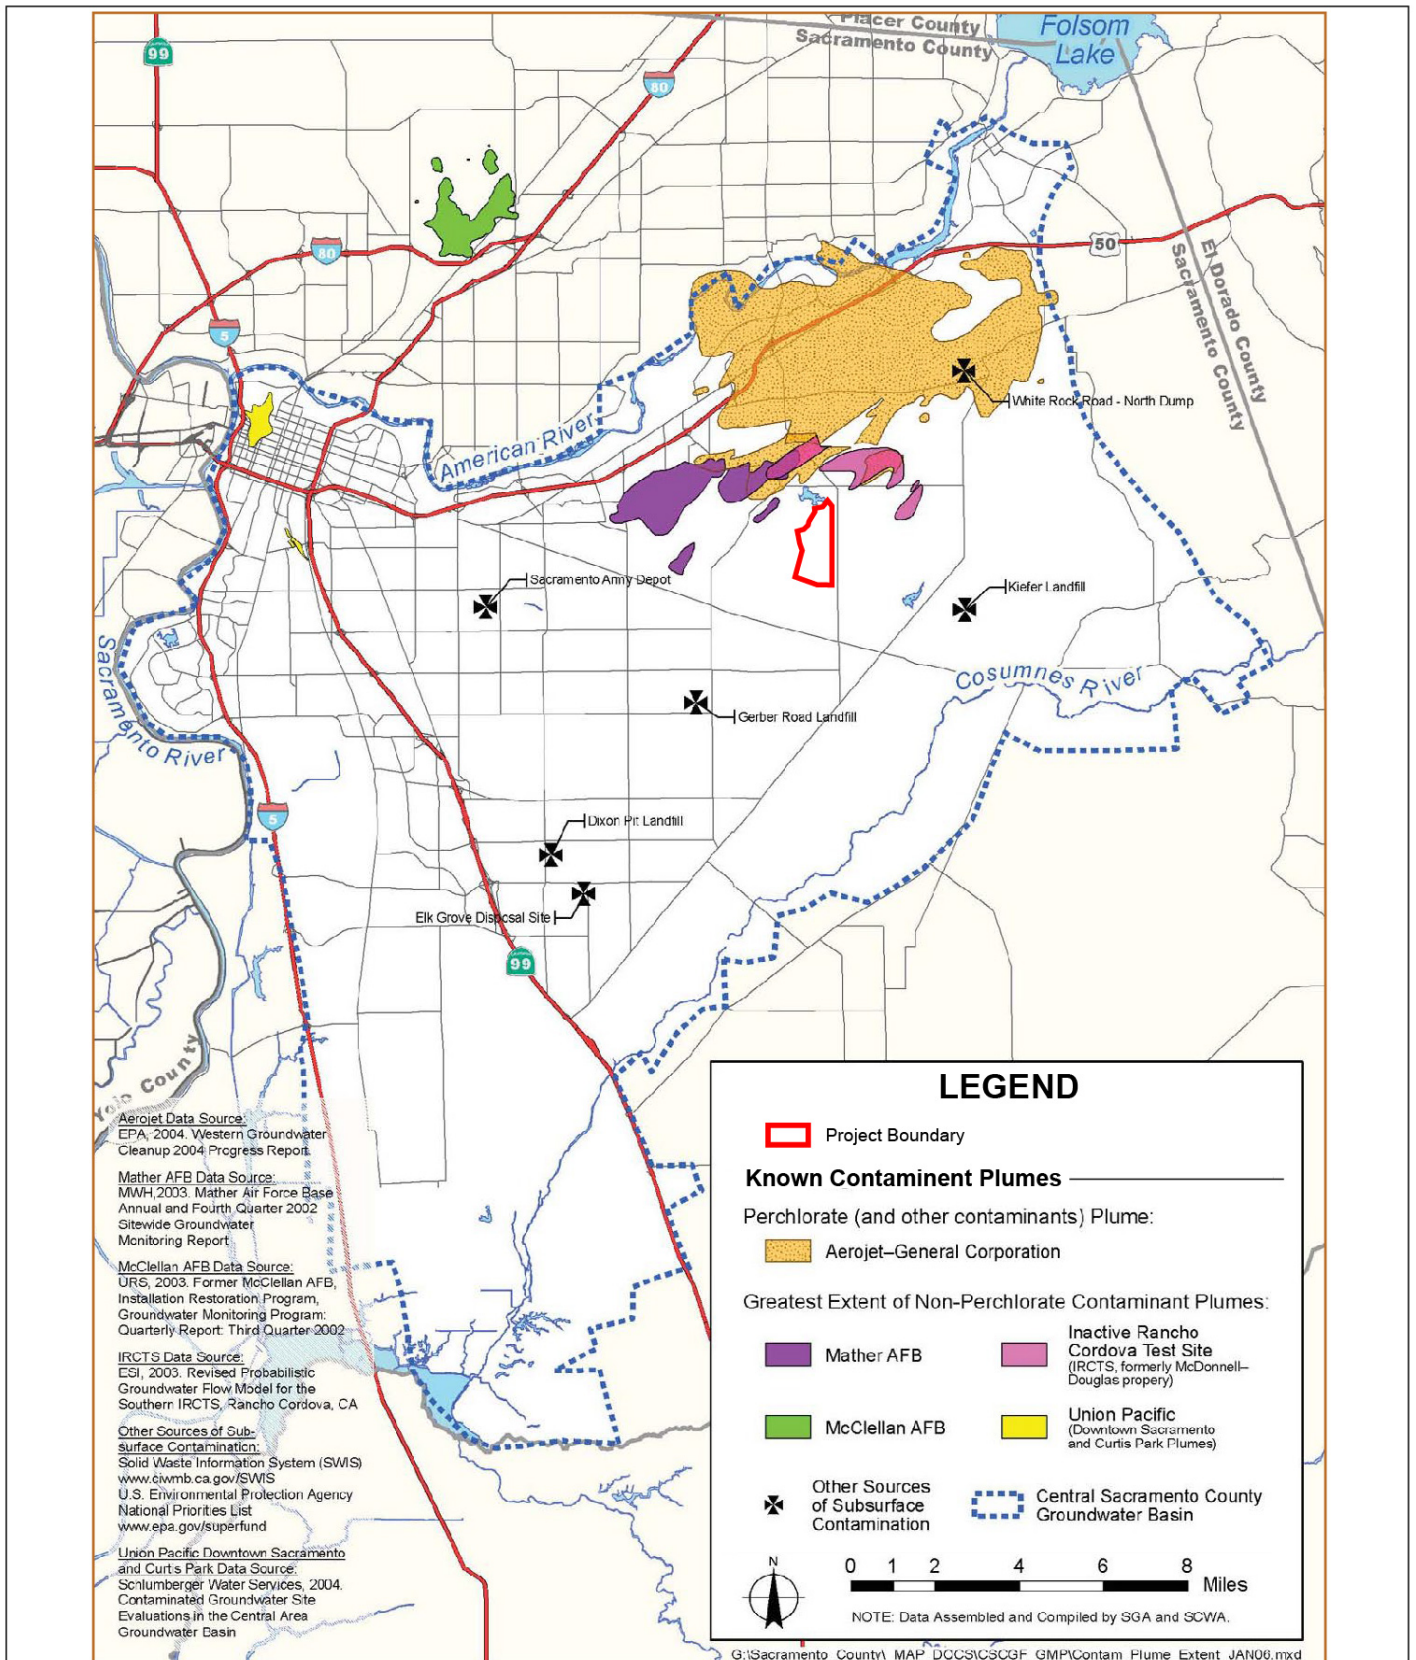 99
Placer County
Sacramento County
Folsom
Lake
80
80
50
El Dorado County
Sacramento County
5
American River
White Rock Road - North Dump
Sacramento Army Depot
Kiefer Landfill
Sacramento River
Cosumnes River
Gerber Road Landfill
5
Dixon Pit Landfill
Elk Grove Disposal Site
99
Yolo County
Aerojet Data Source:
EPA, 2004. Western Groundwater
Cleanup 2004 Progress Report.
Mather AFB Data Source:
MWH,2003. Mather Air Force Base
Annual and Fourth Quarter 2002
Sitewide Groundwater
Monitoring Report
McClellan AFB Data Source:
URS, 2003. Former McClellan AFB,
Installation Restoration Program,
Groundwater Monitoring Program:
Quarterly Report: Third Quarter 2002
IRCTS Data Source:
ESI, 2003. Revised Probabilistic
Groundwater Flow Model for the
Southern IRCTS, Rancho Cordova, CA
Other Sources of Sub-
surface Contamination:
Solid Waste Information System (SWIS)
www.ciwmb.ca.gov/SWIS
U.S. Environmental Protection Agency
National Priorities List
www.epa.gov/superfund
Union Pacific Downtown Sacramento
and Curtis Park Data Source:
Schlumberger Water Services, 2004.
Contaminated Groundwater Site
Evaluations in the Central Area
Groundwater Basin
LEGEND
Project Boundary
Known Contaminent Plumes
Perchlorate (and other contaminants) Plume:
Aerojet–General Corporation
Greatest Extent of Non-Perchlorate Contaminant Plumes:
Mather AFB
Inactive Rancho
Cordova Test Site
(IRCTS, formerly McDonnell–
Douglas propery)
McClellan AFB
Union Pacific
(Downtown Sacramento
and Curtis Park Plumes)
Other Sources
of Subsurface
Contamination
Central Sacramento County
Groundwater Basin
N
0 2 4 6 8
Miles
NOTE: Data Assembled and Compiled by SGA and SCWA.
G:\Sacramento_County\_MAP_DOCS\CSCGF_GMP\Contam_Plume_Extent_JAN06.mxd